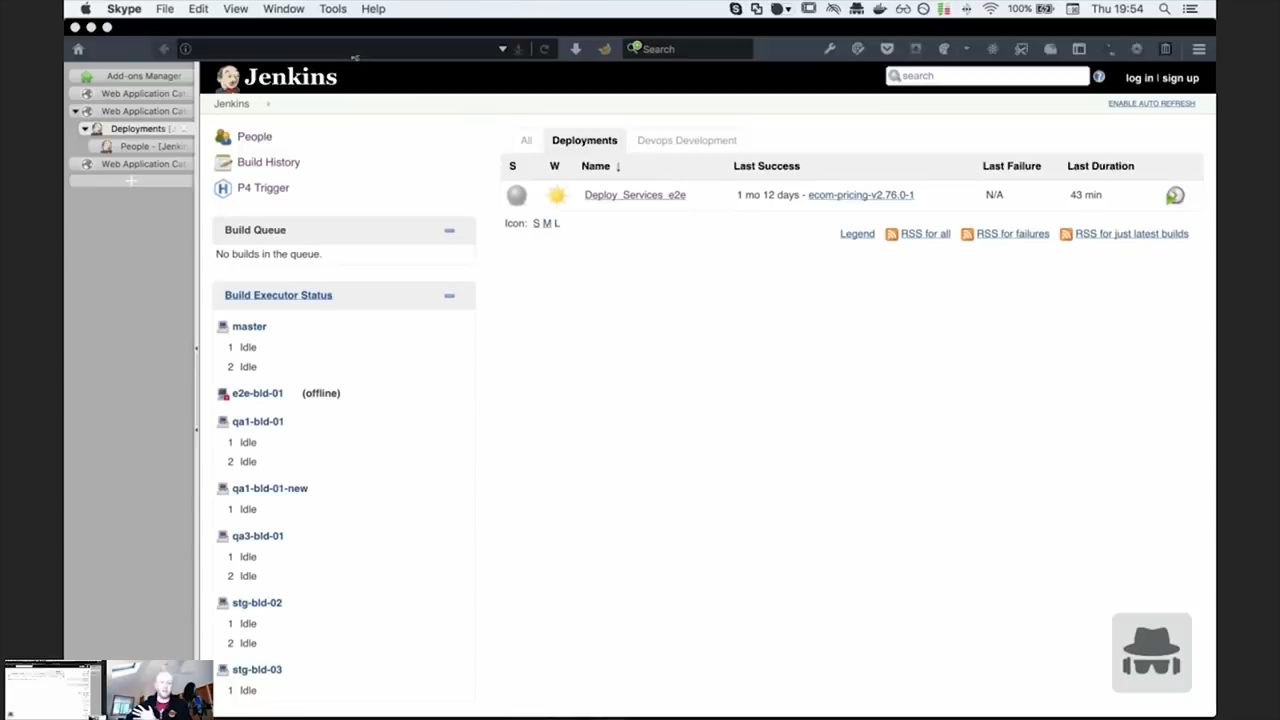 Skype File Edit View Window Tools Help 100% Thu 19:54
Search
Add-ons Manager
Web Application Cat
Web Application Cat
Deployments [J
People - [Jenkin
Web Application Cat
Jenkins
search
log in | sign up
Jenkins
ENABLE AUTO REFRESH
People
Build History
P4 Trigger
All Deployments Devops Development
S W Name ↓ Last Success Last Failure Last Duration
Deploy_Services_e2e 1 mo 12 days - ecom-pricing-v2.76.0-1 N/A 43 min
Icon: S M L
Legend RSS for all RSS for failures RSS for just latest builds
Build Queue
No builds in the queue.
Build Executor Status
master
1 Idle
2 Idle
e2e-bld-01 (offline)
qa1-bld-01
1 Idle
2 Idle
qa1-bld-01-new
1 Idle
qa3-bld-01
1 Idle
2 Idle
stg-bld-02
1 Idle
2 Idle
stg-bld-03
1 Idle